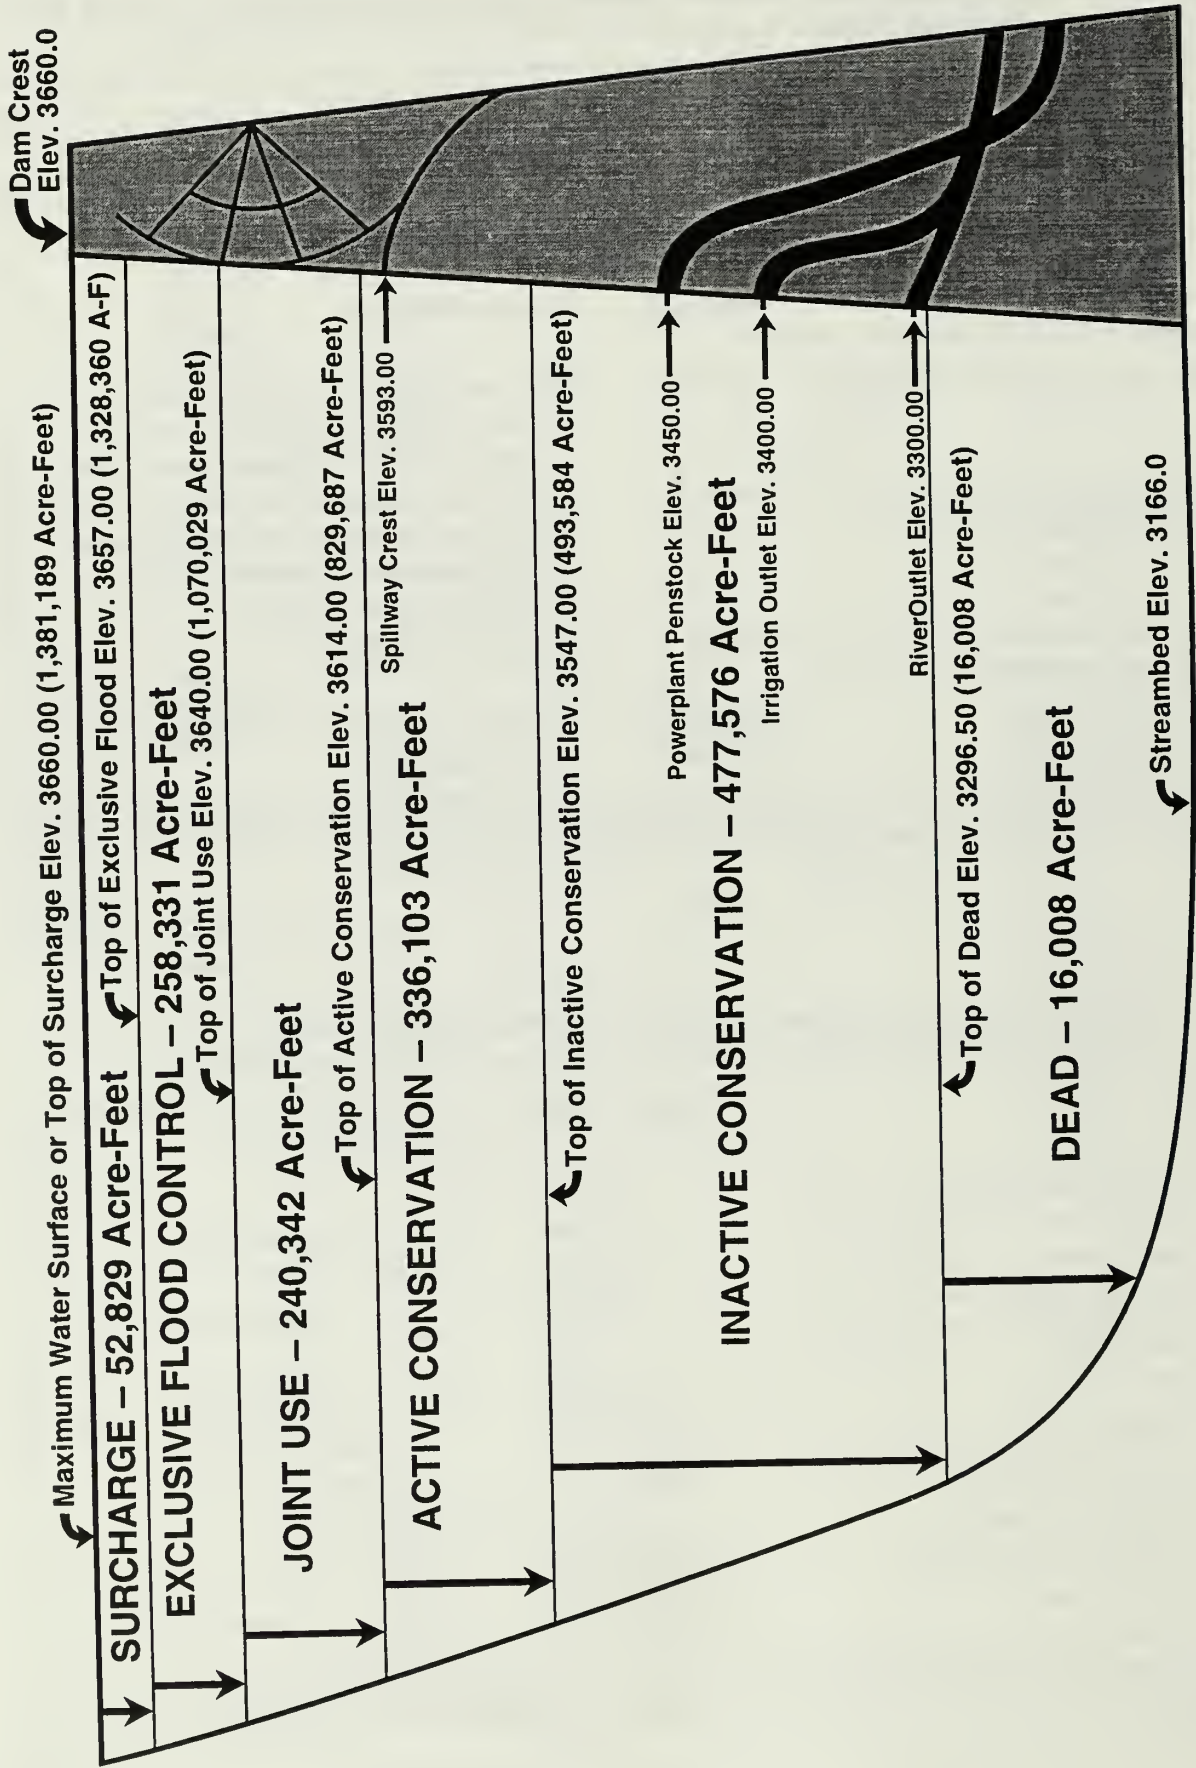 Dam Crest
Elev. 3660.0
Maximum Water Surface or Top of Surcharge Elev. 3660.00 (1,381,189 Acre-Feet)
SURCHARGE – 52,829 Acre-Feet
Top of Exclusive Flood Elev. 3657.00 (1,328,360 A-F)
EXCLUSIVE FLOOD CONTROL – 258,331 Acre-Feet
Top of Joint Use Elev. 3640.00 (1,070,029 Acre-Feet)
JOINT USE – 240,342 Acre-Feet
Top of Active Conservation Elev. 3614.00 (829,687 Acre-Feet)
Spillway Crest Elev. 3593.00
ACTIVE CONSERVATION – 336,103 Acre-Feet
Top of Inactive Conservation Elev. 3547.00 (493,584 Acre-Feet)
Powerplant Penstock Elev. 3450.00
INACTIVE CONSERVATION – 477,576 Acre-Feet
Irrigation Outlet Elev. 3400.00
RiverOutlet Elev. 3300.00
Top of Dead Elev. 3296.50 (16,008 Acre-Feet)
DEAD – 16,008 Acre-Feet
Streambed Elev. 3166.0